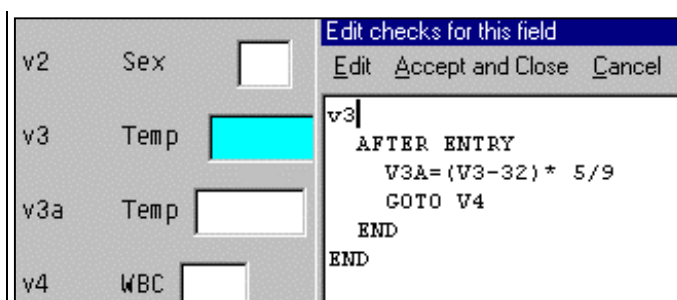 v2 Sex
v3 Temp
v3a Temp
v4 WBC
Edit checks for this field
Edit Accept and Close Cancel
v3
AFTER ENTRY
V3A=(V3-32)* 5/9
GOTO V4
END
END